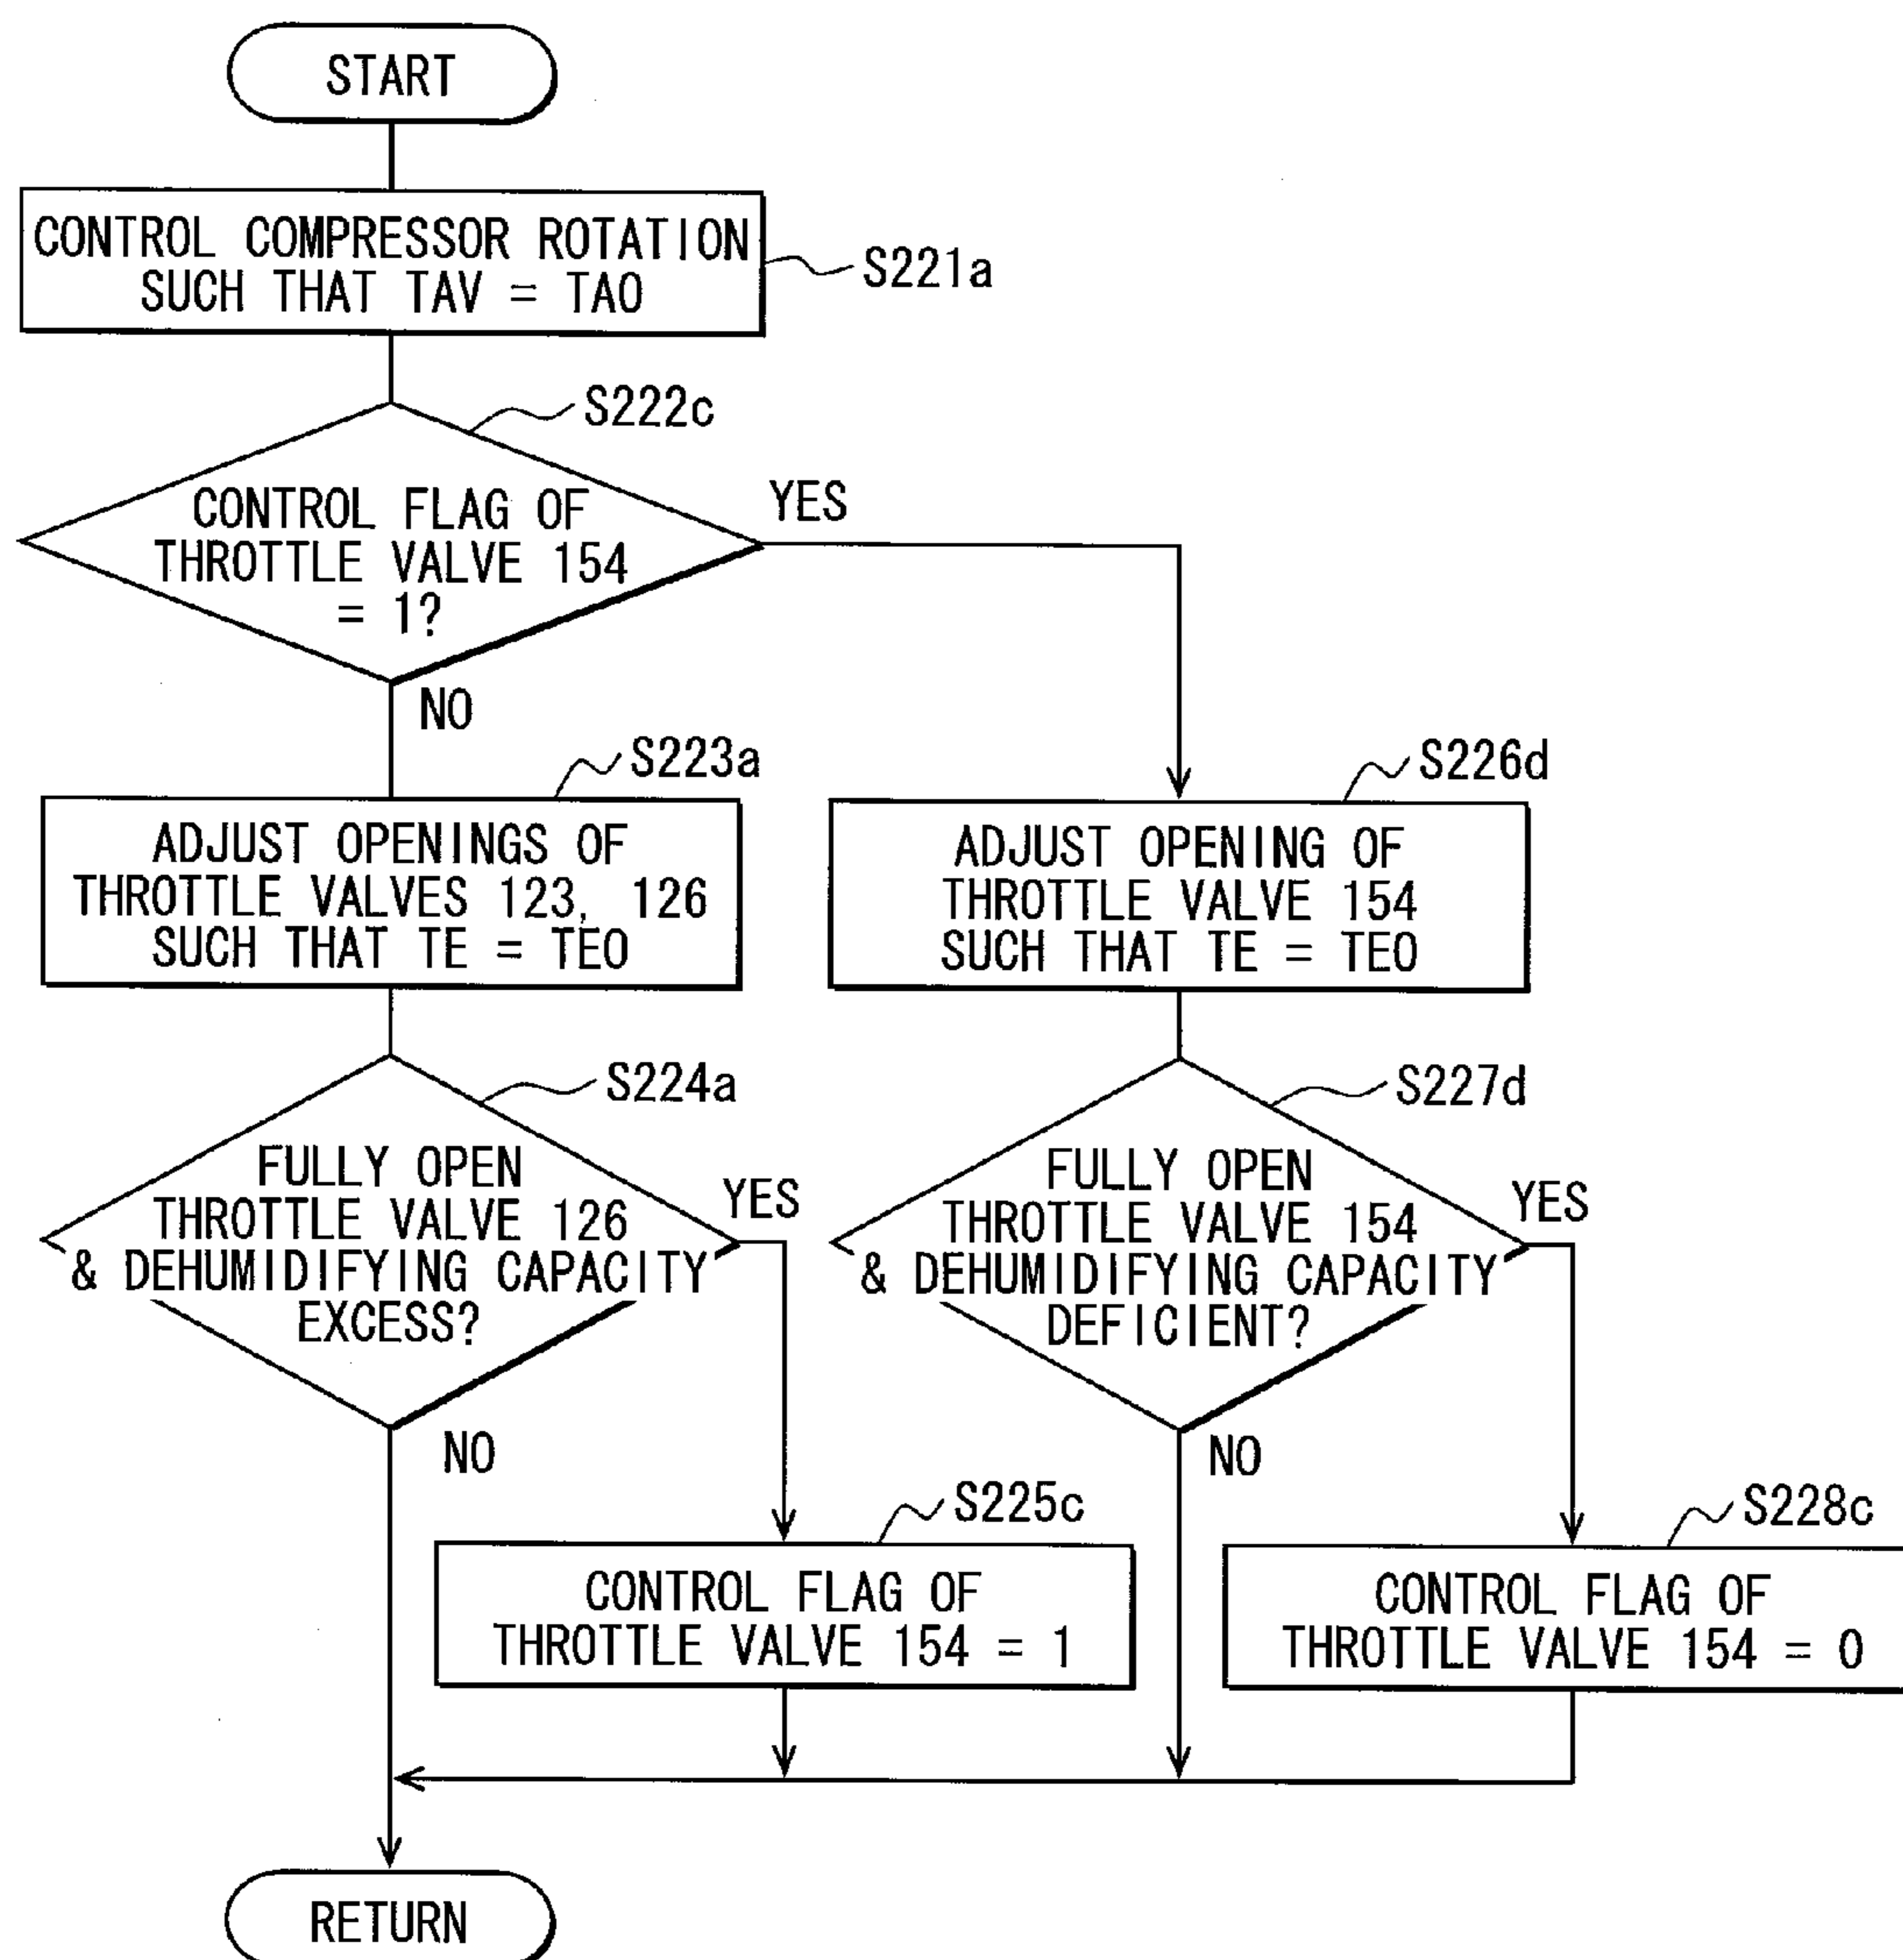 START
CONTROL COMPRESSOR ROTATION
SUCH THAT TAV = TAO
S221a
S222c
CONTROL FLAG OF
THROTTLE VALVE 154
= 1?
YES
NO
S223a
ADJUST OPENINGS OF
THROTTLE VALVES 123, 126
SUCH THAT TE = TEO
S226d
ADJUST OPENING OF
THROTTLE VALVE 154
SUCH THAT TE = TEO
S224a
FULLY OPEN
THROTTLE VALVE 126
& DEHUMIDIFYING CAPACITY
EXCESS?
YES
NO
S227d
FULLY OPEN
THROTTLE VALVE 154
& DEHUMIDIFYING CAPACITY
DEFICIENT?
YES
NO
S225c
CONTROL FLAG OF
THROTTLE VALVE 154 = 1
S228c
CONTROL FLAG OF
THROTTLE VALVE 154 = 0
RETURN